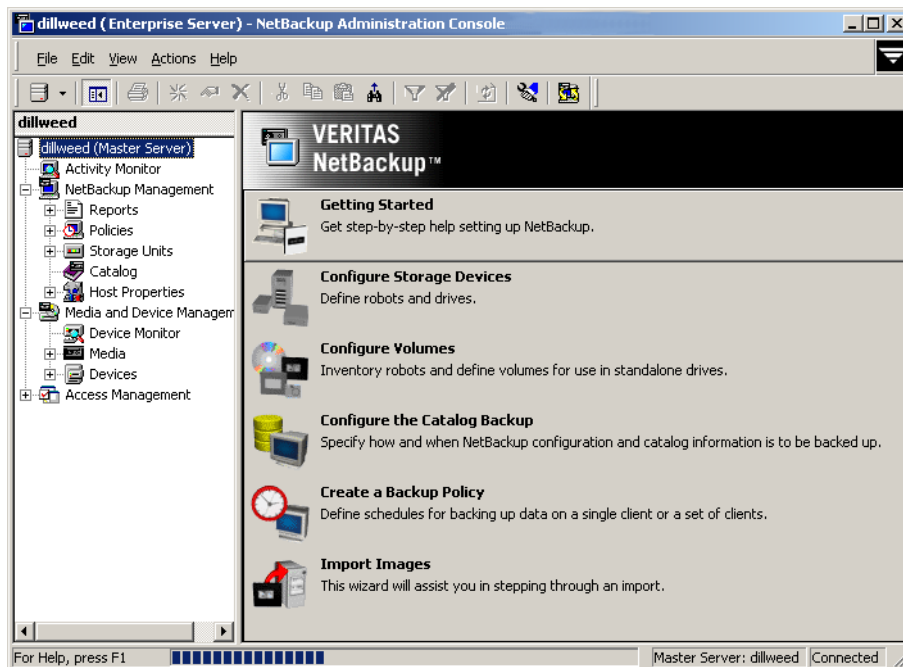 dillweed (Enterprise Server) - NetBackup Administration Console
File Edit View Actions Help
dillweed
dillweed (Master Server)
Activity Monitor
NetBackup Management
Reports
Policies
Storage Units
Catalog
Host Properties
Media and Device Managem
Device Monitor
Media
Devices
Access Management
VERITAS
NetBackup™
Getting Started
Get step-by-step help setting up NetBackup.
Configure Storage Devices
Define robots and drives.
Configure Volumes
Inventory robots and define volumes for use in standalone drives.
Configure the Catalog Backup
Specify how and when NetBackup configuration and catalog information is to be backed up.
Create a Backup Policy
Define schedules for backing up data on a single client or a set of clients.
Import Images
This wizard will assist you in stepping through an import.
For Help, press F1 Master Server: dillweed Connected